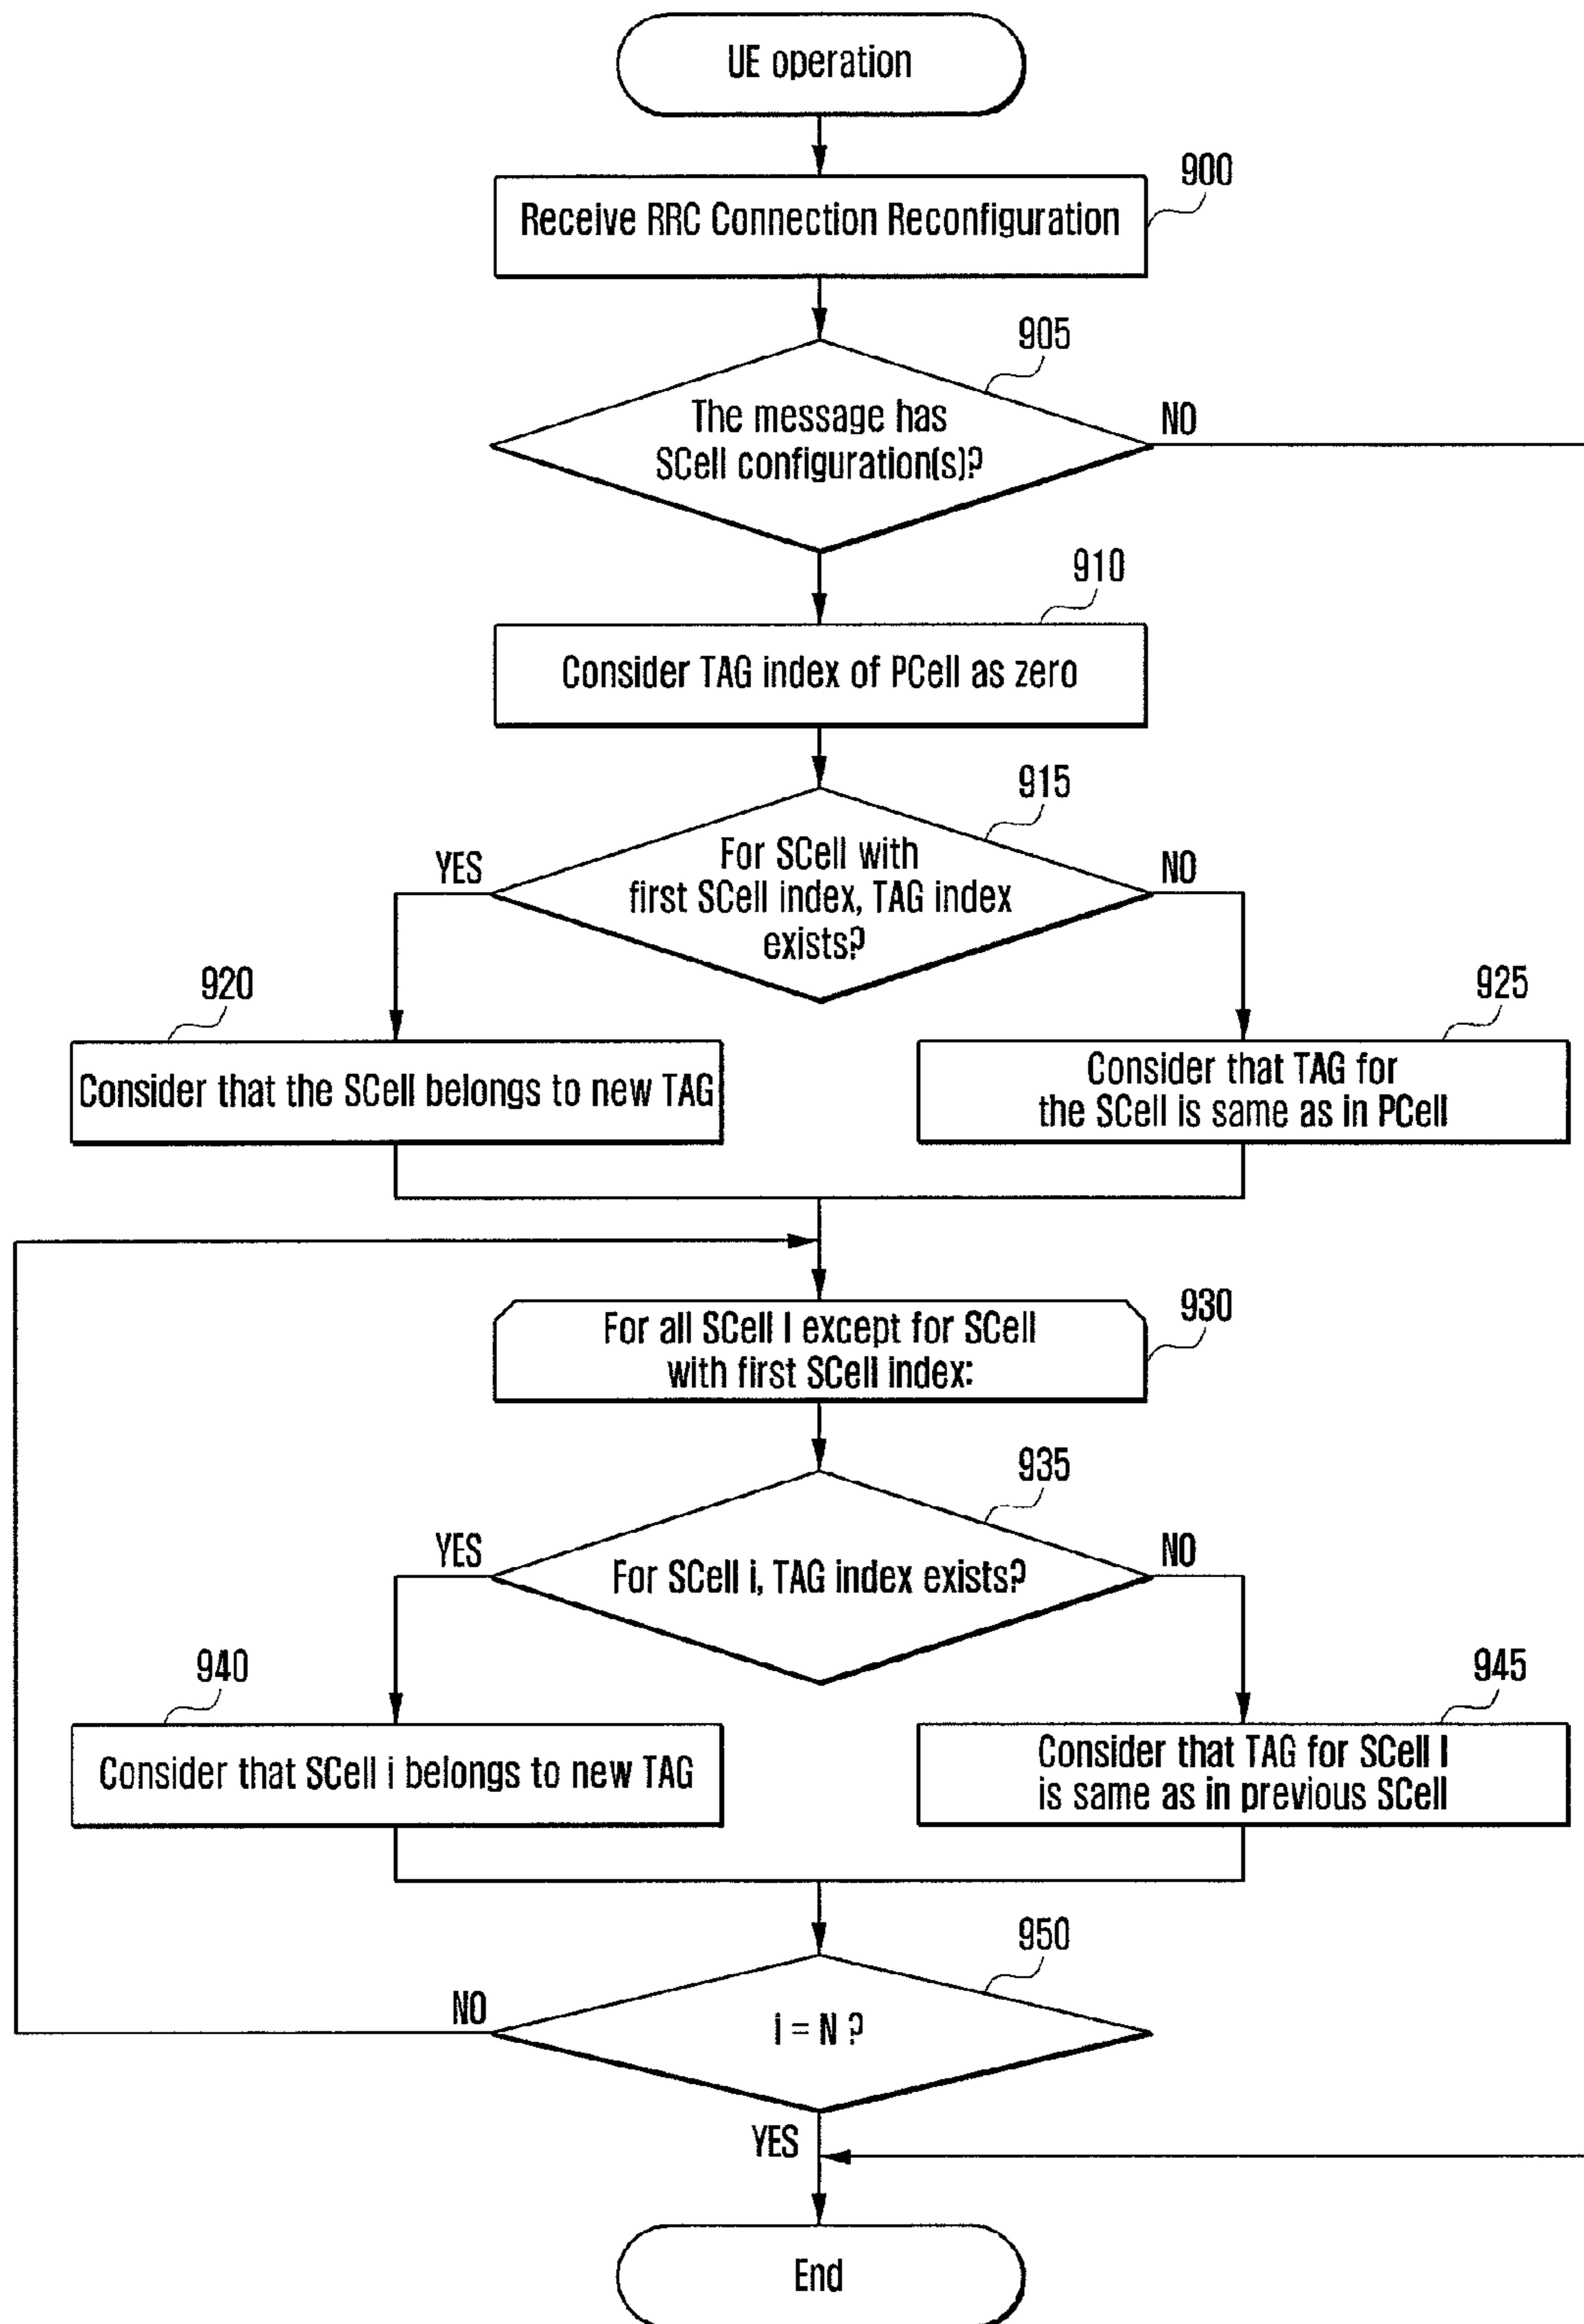 UE operation
900
Receive RRC Connection Reconfiguration
905
The message has
SCell configuration(s)?
NO
910
Consider TAG index of PCell as zero
915
For SCell with
first SCell index, TAG index
exists?
YES
NO
920
Consider that the SCell belongs to new TAG
925
Consider that TAG for
the SCell is same as in PCell
930
For all SCell I except for SCell
with first SCell index:
935
For SCell i, TAG index exists?
YES
NO
940
Consider that SCell i belongs to new TAG
945
Consider that TAG for SCell I
is same as in previous SCell
950
i = N ?
NO
YES
End